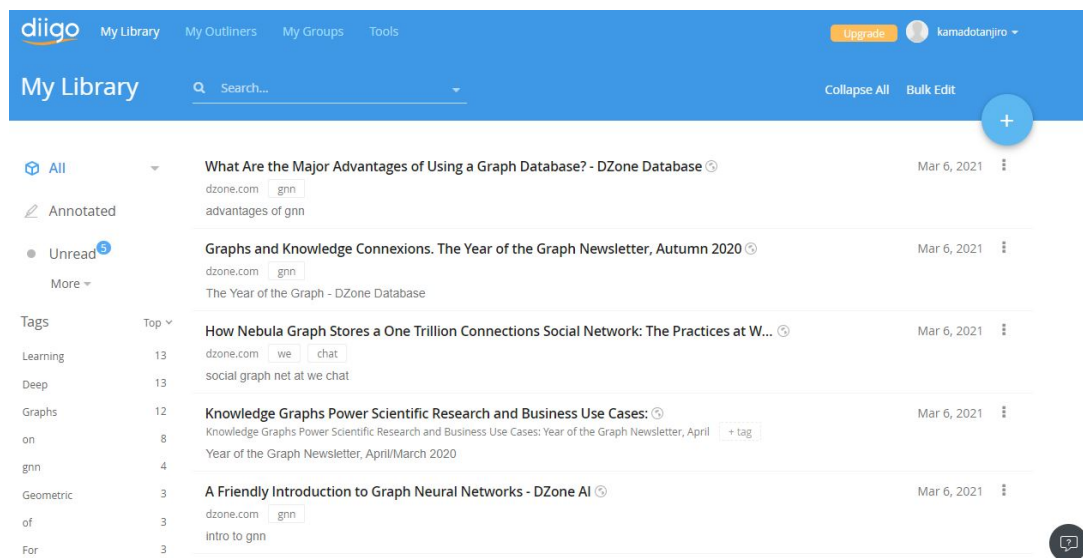 diigo My Library My Outliners My Groups Tools Upgrade kamadotanjiro
My Library Search... Collapse All Bulk Edit
+
All
Annotated
Unread 5
More
Tags Top
Learning 13
Deep 13
Graphs 12
on 8
gnn 4
Geometric 3
of 3
For 3
What Are the Major Advantages of Using a Graph Database? - DZone Database Mar 6, 2021
dzone.com gnn
advantages of gnn
Graphs and Knowledge Connexions. The Year of the Graph Newsletter, Autumn 2020 Mar 6, 2021
dzone.com gnn
The Year of the Graph - DZone Database
How Nebula Graph Stores a One Trillion Connections Social Network: The Practices at W... Mar 6, 2021
dzone.com we chat
social graph net at we chat
Knowledge Graphs Power Scientific Research and Business Use Cases: Mar 6, 2021
Knowledge Graphs Power Scientific Research and Business Use Cases: Year of the Graph Newsletter, April + tag
Year of the Graph Newsletter, April/March 2020
A Friendly Introduction to Graph Neural Networks - DZone AI Mar 6, 2021
dzone.com gnn
intro to gnn
?